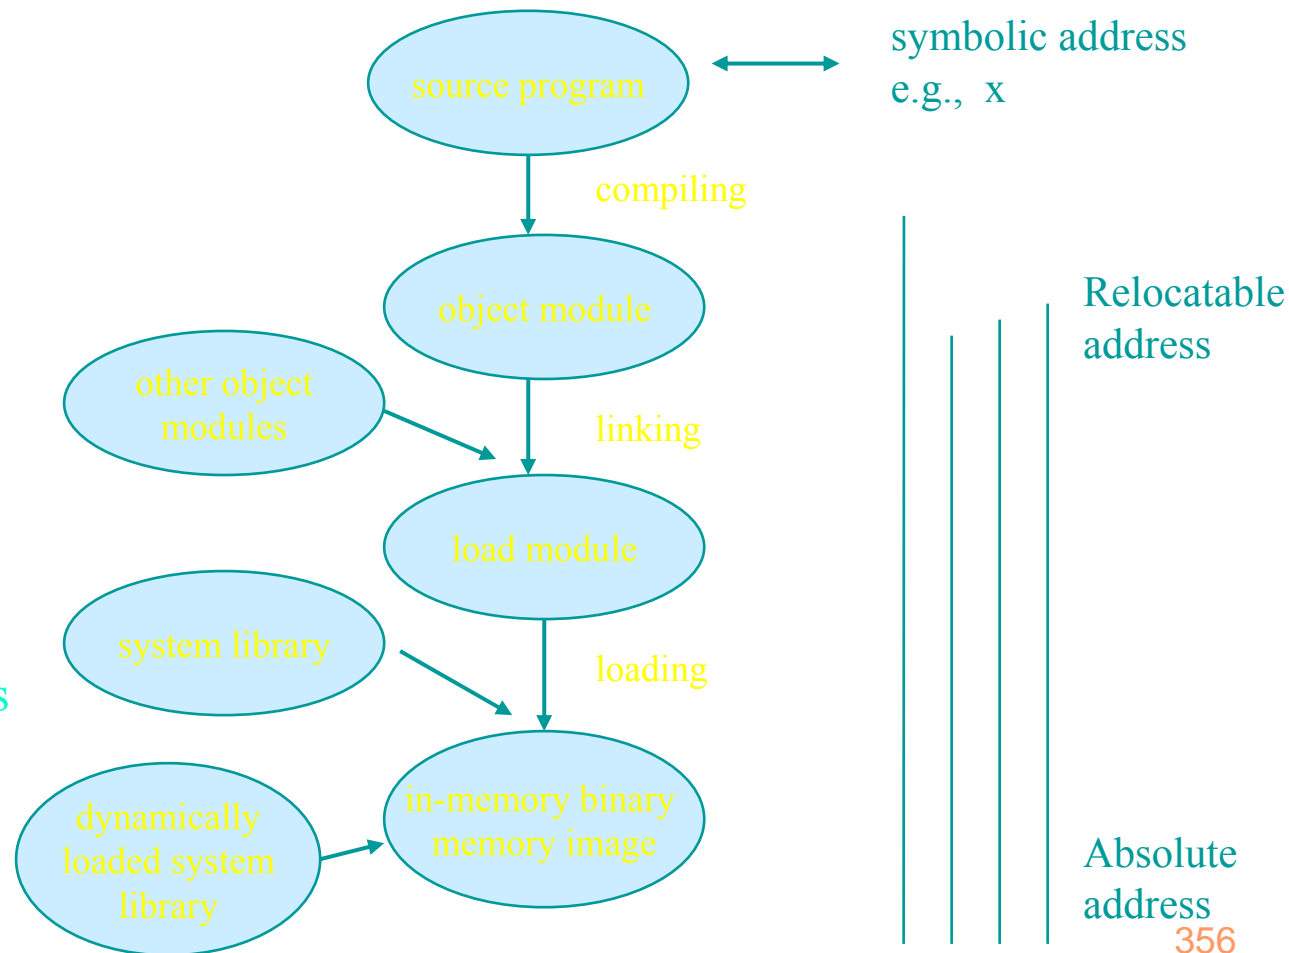 source program
symbolic address
e.g., x
compiling
object module
Relocatable
address
other object
modules
linking
load module
system library
loading
s
in-memory binary
memory image
dynamically
loaded system
library
Absolute
address
356